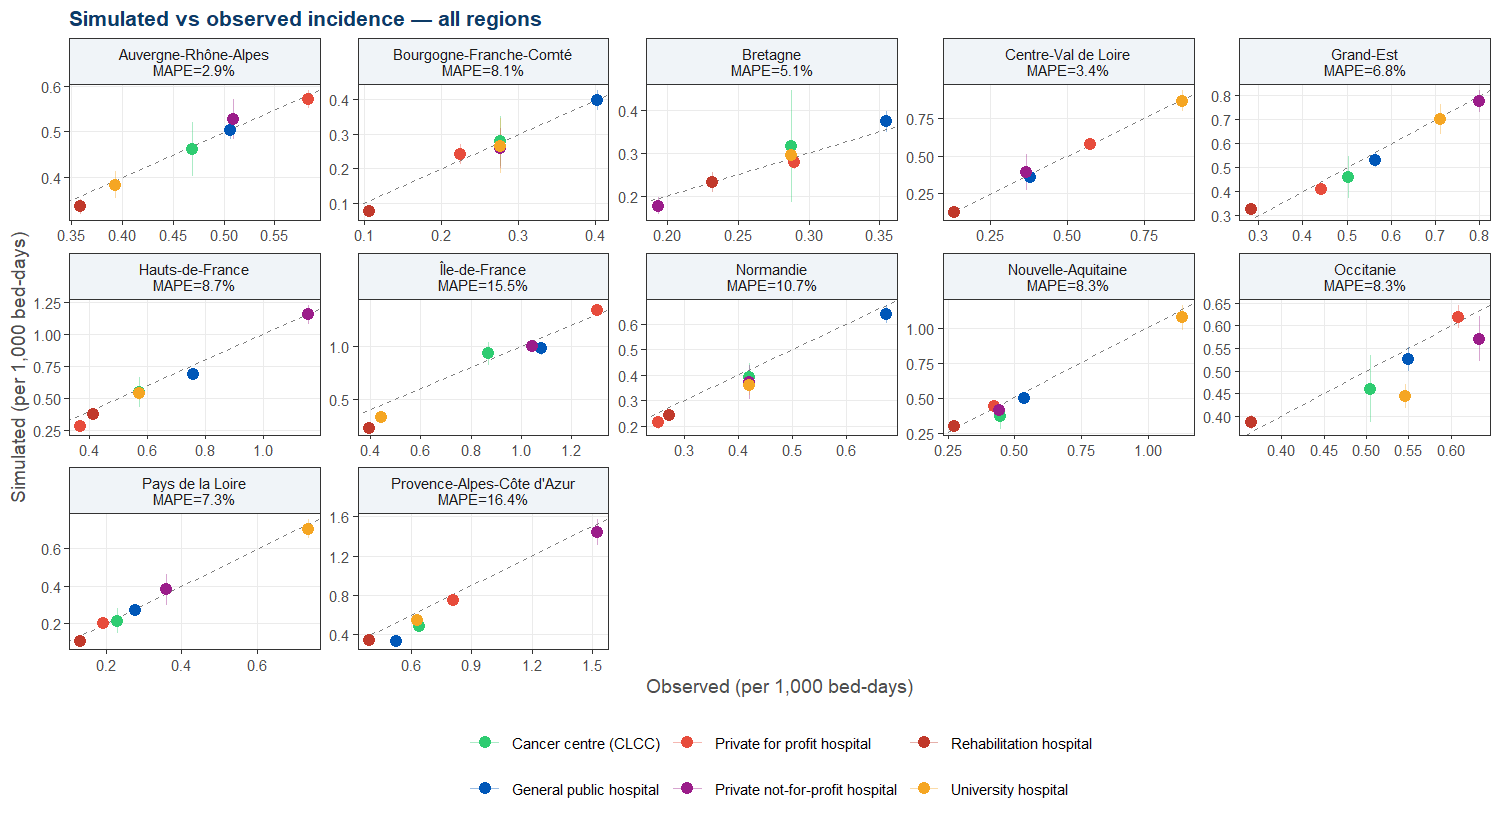 Simulated vs observed incidence — all regions
Simulated (per 1,000 bed-days)
Auvergne-Rhône-Alpes
MAPE=2.9%
0.6
0.5
0.4
0.35 0.40 0.45 0.50 0.55
Bourgogne-Franche-Comté
MAPE=8.1%
0.4
0.3
0.2
0.1
0.1 0.2 0.3 0.4
Bretagne
MAPE=5.1%
0.4
0.3
0.2
0.20 0.25 0.30 0.35
Centre-Val de Loire
MAPE=3.4%
0.75
0.50
0.25
0.25 0.50 0.75
Grand-Est
MAPE=6.8%
0.8
0.7
0.6
0.5
0.4
0.3
0.3 0.4 0.5 0.6 0.7 0.8
Hauts-de-France
MAPE=8.7%
1.25
1.00
0.75
0.50
0.25
0.4 0.6 0.8 1.0
Île-de-France
MAPE=15.5%
1.0
0.5
0.4 0.6 0.8 1.0 1.2
Normandie
MAPE=10.7%
0.6
0.5
0.4
0.3
0.2
0.3 0.4 0.5 0.6
Nouvelle-Aquitaine
MAPE=8.3%
1.00
0.75
0.50
0.25
0.25 0.50 0.75 1.00
Occitanie
MAPE=8.3%
0.65
0.60
0.55
0.50
0.45
0.40
0.40 0.45 0.50 0.55 0.60
Pays de la Loire
MAPE=7.3%
0.6
0.4
0.2
0.2 0.4 0.6
Provence-Alpes-Côte d'Azur
MAPE=16.4%
1.6
1.2
0.8
0.4
0.6 0.9 1.2 1.5
Observed (per 1,000 bed-days)
Cancer centre (CLCC) Private for profit hospital Rehabilitation hospital
General public hospital Private not-for-profit hospital University hospital